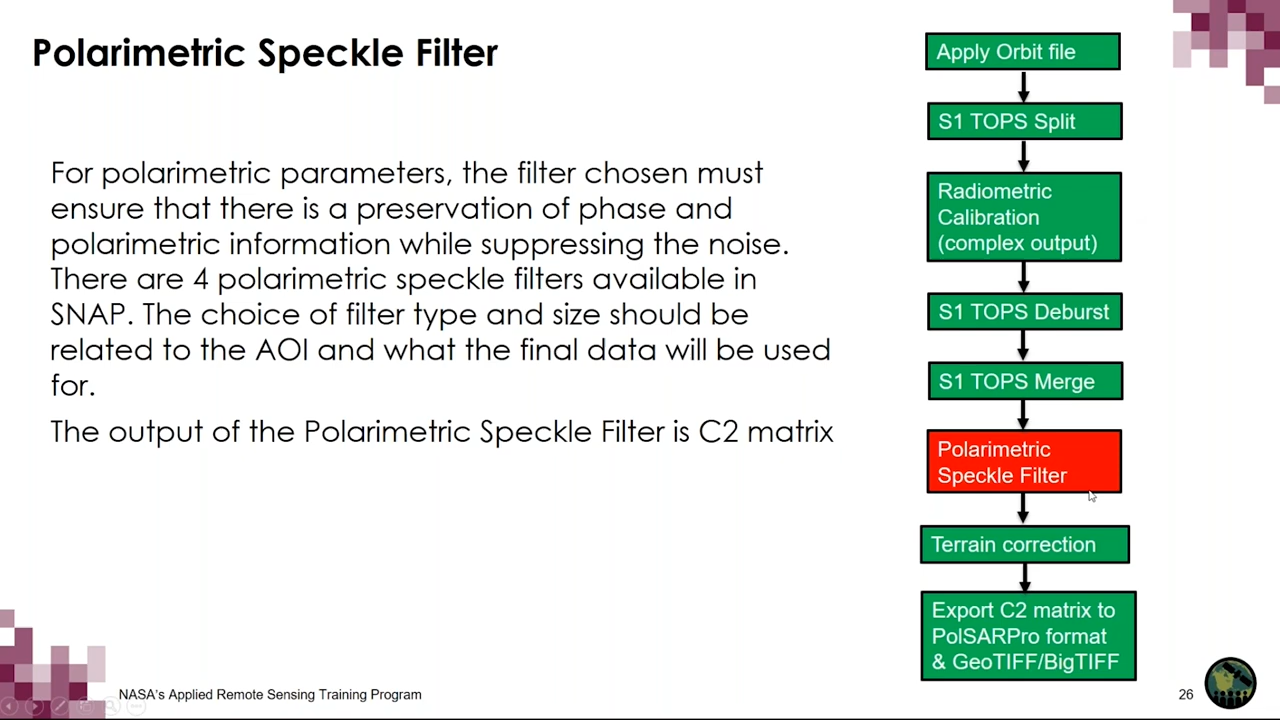 Polarimetric Speckle Filter
For polarimetric parameters, the filter chosen must
ensure that there is a preservation of phase and
polarimetric information while suppressing the noise.
There are 4 polarimetric speckle filters available in
SNAP. The choice of filter type and size should be
related to the AOI and what the final data will be used
for.
The output of the Polarimetric Speckle Filter is C2 matrix
Apply Orbit file
S1 TOPS Split
Radiometric
Calibration
(complex output)
S1 TOPS Deburst
S1 TOPS Merge
Polarimetric
Speckle Filter
Terrain correction
Export C2 matrix to
PolSARPro format
& GeoTIFF/BigTIFF
NASA's Applied Remote Sensing Training Program
26